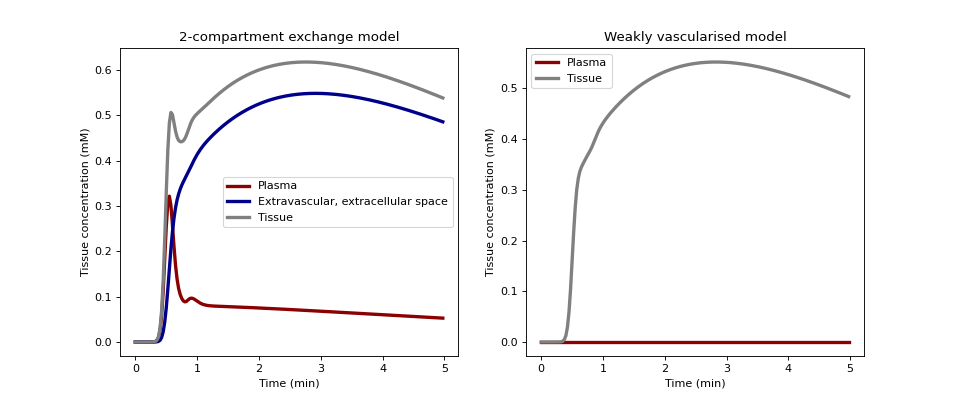 2-compartment exchange model
Tissue concentration (mM)
0.6
0.5
0.4
0.3
0.2
0.1
0.0
Plasma
Extravascular, extracellular space
Tissue
0 1 2 3 4 5
Time (min)
Weakly vascularised model
Tissue concentration (mM)
0.5
0.4
0.3
0.2
0.1
0.0
Plasma
Tissue
0 1 2 3 4 5
Time (min)